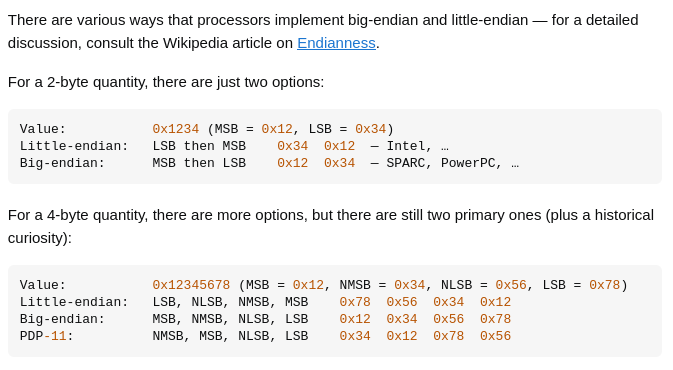 There are various ways that processors implement big-endian and little-endian — for a detailed
discussion, consult the Wikipedia article on Endianness.
For a 2-byte quantity, there are just two options:
Value:           0x1234 (MSB = 0x12, LSB = 0x34)
Little-endian:   LSB then MSB    0x34  0x12  — Intel, …
Big-endian:      MSB then LSB    0x12  0x34  — SPARC, PowerPC, …
For a 4-byte quantity, there are more options, but there are still two primary ones (plus a historical
curiosity):
Value:           0x12345678 (MSB = 0x12, NMSB = 0x34, NLSB = 0x56, LSB = 0x78)
Little-endian:   LSB, NLSB, NMSB, MSB    0x78  0x56  0x34  0x12
Big-endian:      MSB, NMSB, NLSB, LSB    0x12  0x34  0x56  0x78
PDP-11:          NMSB, MSB, NLSB, LSB    0x34  0x12  0x78  0x56